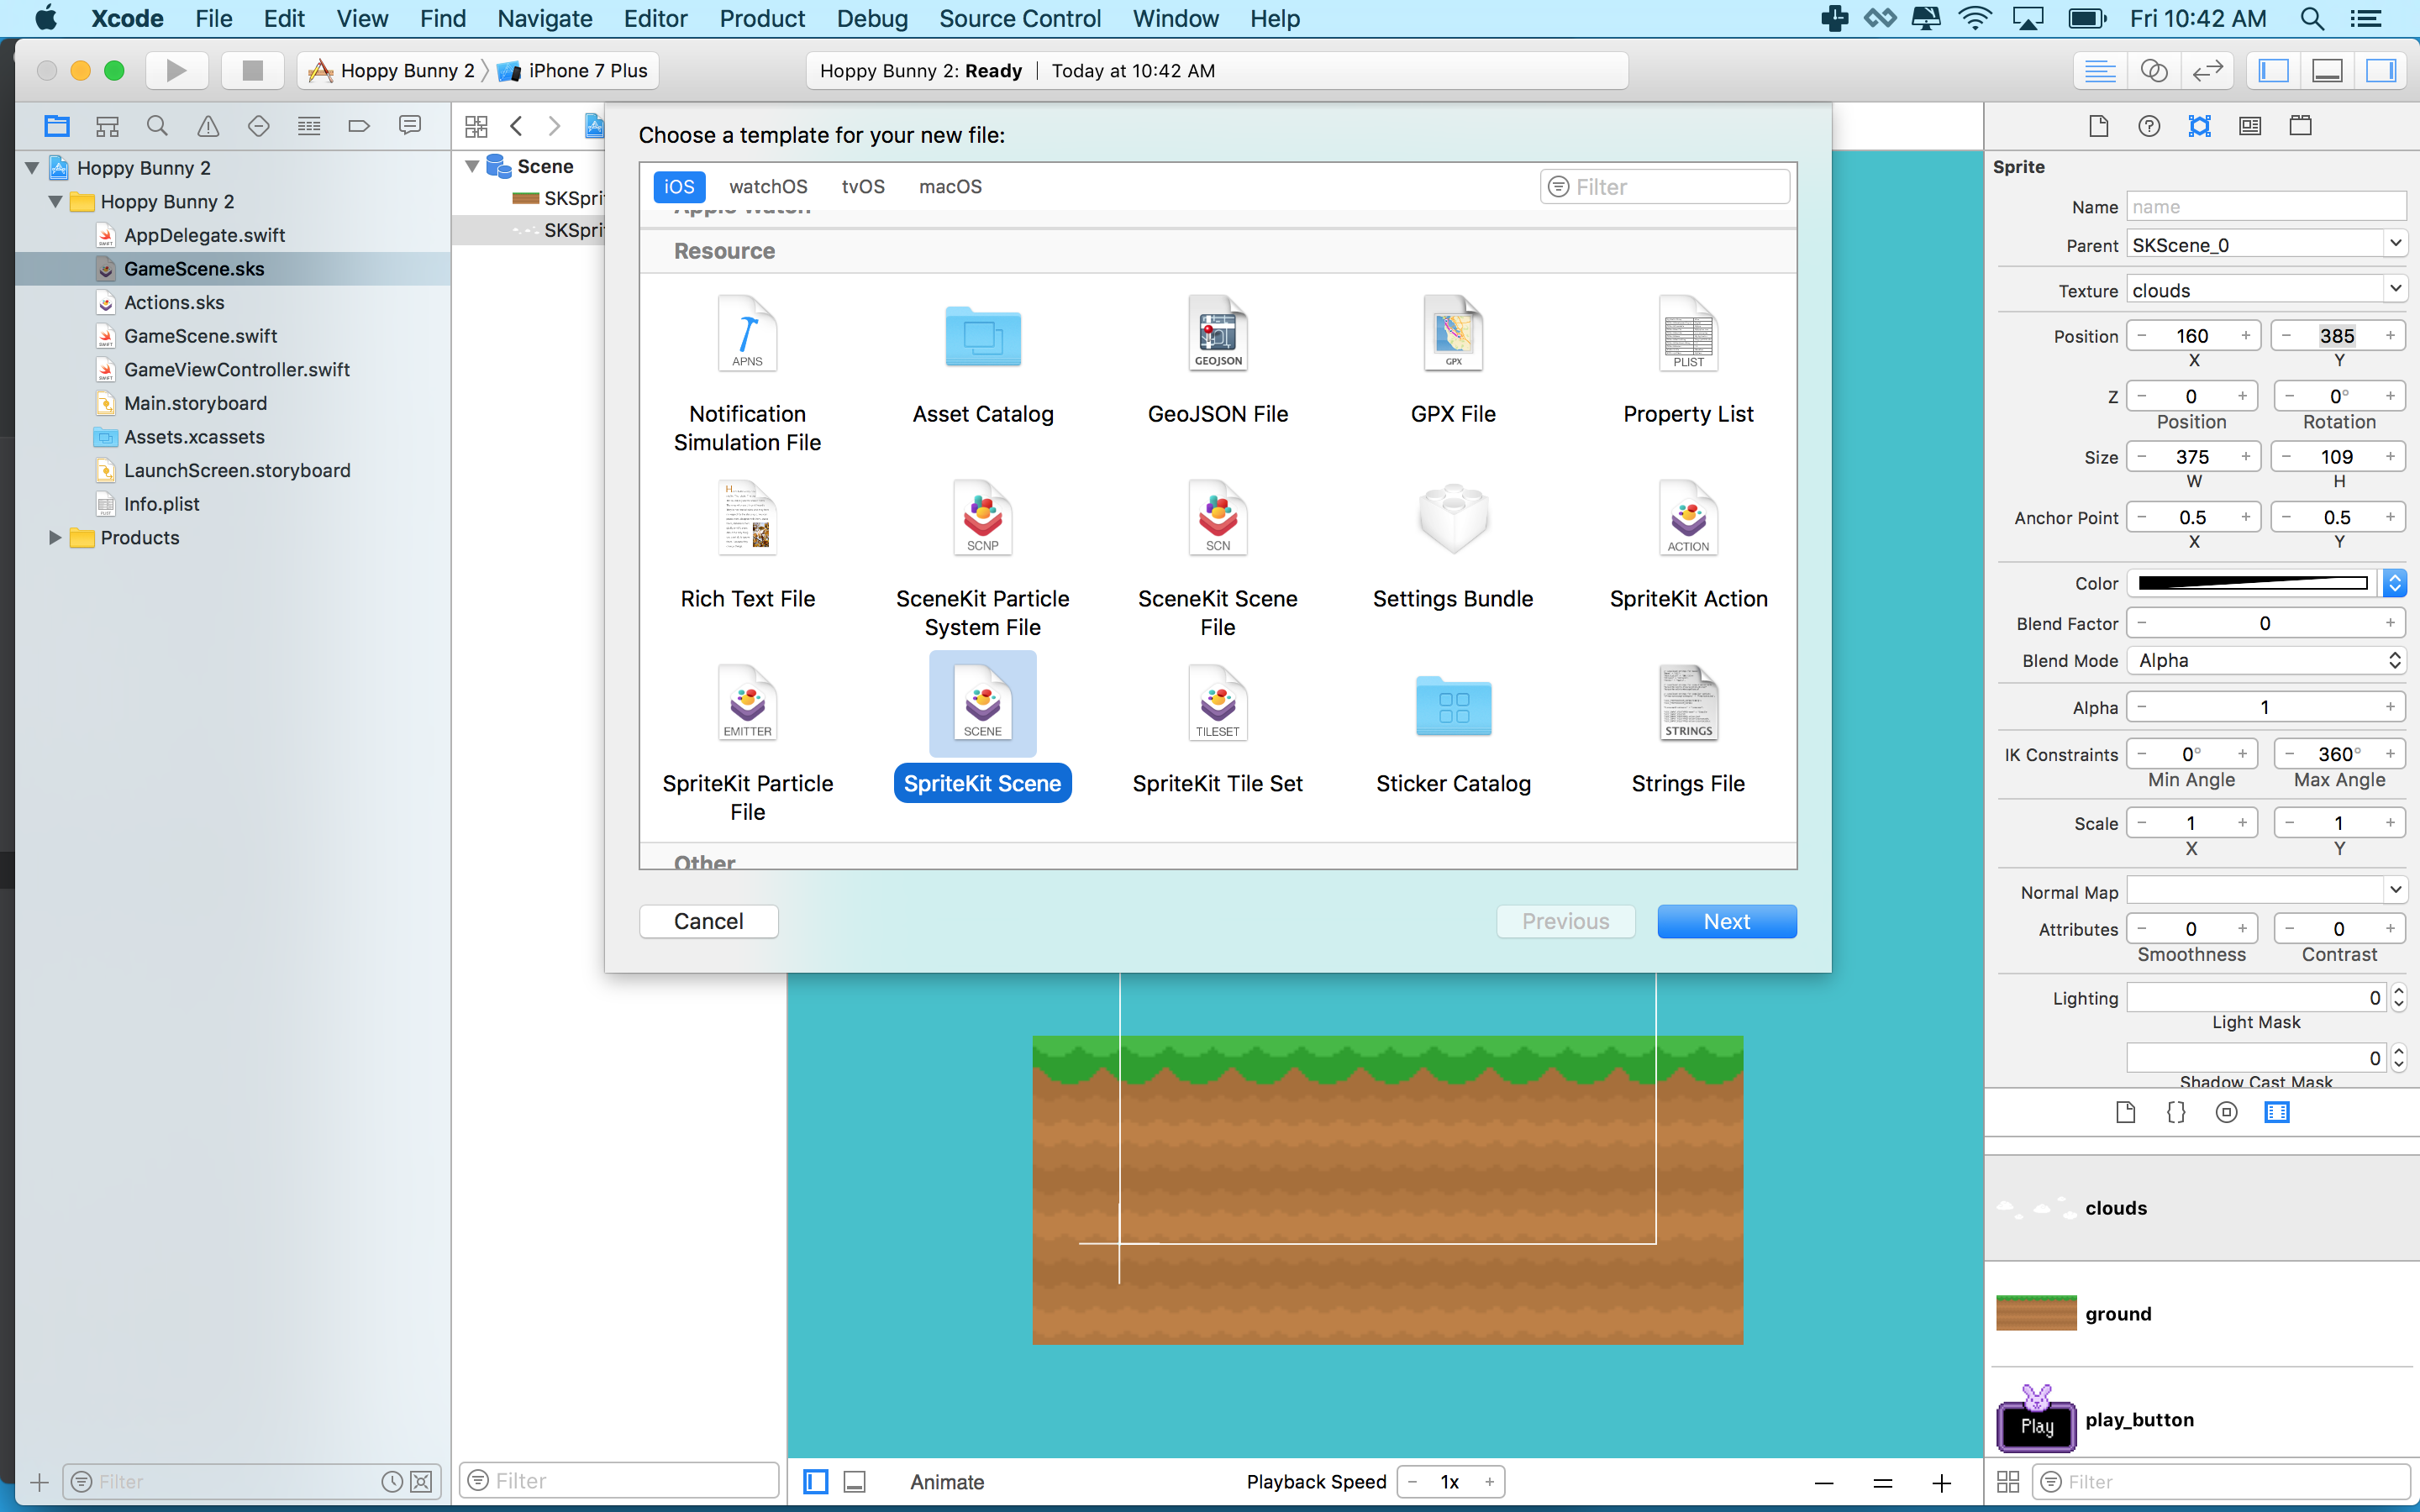 Xcode File Edit View Find Navigate Editor Product Debug Source Control Window Help Fri 10:42 AM
Hoppy Bunny 2 iPhone 7 Plus Hoppy Bunny 2: Ready Today at 10:42 AM
Hoppy Bunny 2
Hoppy Bunny 2
AppDelegate.swift
GameScene.sks
Actions.sks
GameScene.swift
GameViewController.swift
Main.storyboard
Assets.xcassets
LaunchScreen.storyboard
Info.plist
Products
Filter
Scene
SKSprit
SKSprit
Filter
Choose a template for your new file:
iOS watchOS tvOS macOS Filter
Apple Watch
Resource
APNS GEOJSON GPX PLIST
Notification Simulation File
Asset Catalog
GeoJSON File
GPX File
Property List
SCNP SCN ACTION
Rich Text File
SceneKit Particle System File
SceneKit Scene File
Settings Bundle
SpriteKit Action
EMITTER SCENE TILESET STRINGS
SpriteKit Particle File
SpriteKit Scene
SpriteKit Tile Set
Sticker Catalog
Strings File
Other
Cancel Previous Next
Animate Playback Speed 1x
Sprite
Name name
Parent SKScene_0
Texture clouds
Position 160 385
X Y
Z 0 0°
Position Rotation
Size 375 109
W H
Anchor Point 0.5 0.5
X Y
Color
Blend Factor 0
Blend Mode Alpha
Alpha 1
IK Constraints 0° 360°
Min Angle Max Angle
Scale 1 1
X Y
Normal Map
Attributes 0 0
Smoothness Contrast
Lighting 0
Light Mask
0
Shadow Cast Mask
clouds
ground
Play play_button
Filter